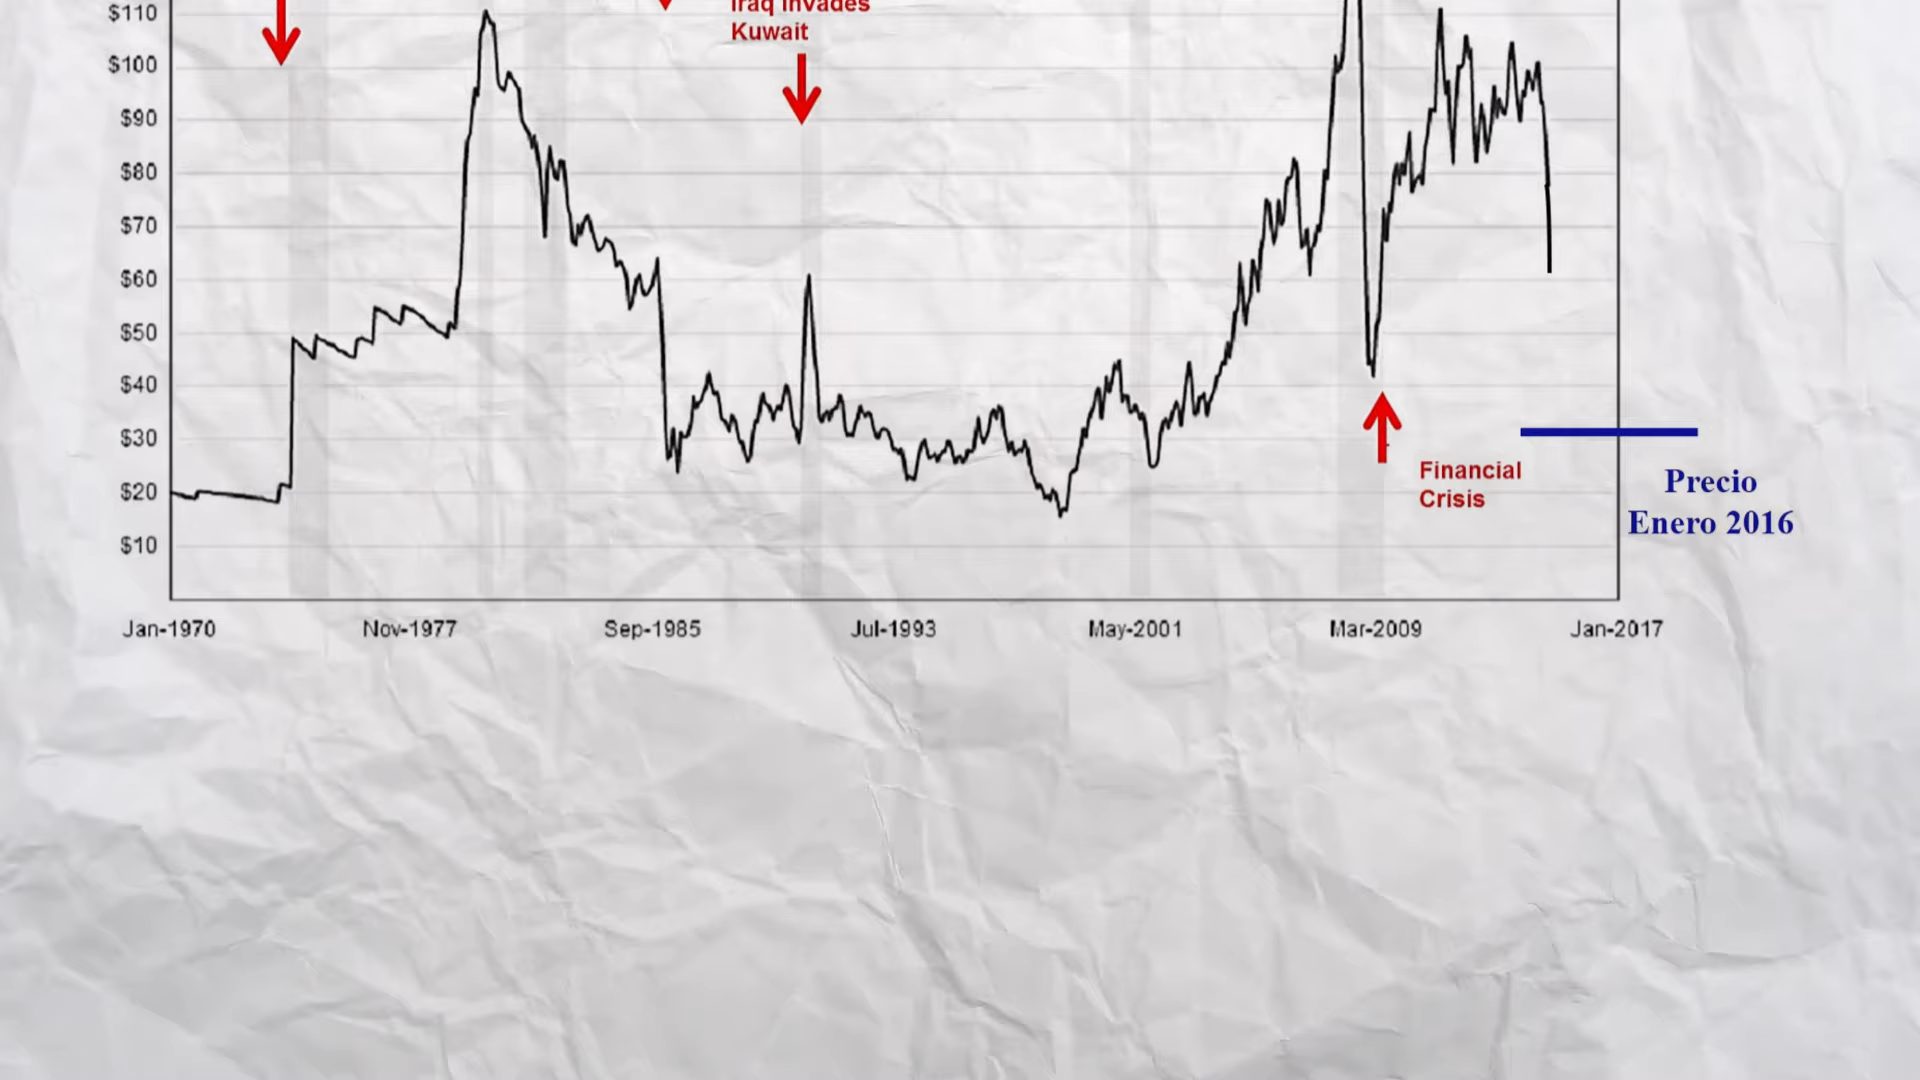 $110
Iraq Invades
Kuwait
$100
$90
$80
$70
$60
$50
$40
$30
$20
$10
Financial
Crisis
Precio
Enero 2016
Jan-1970
Nov-1977
Sep-1985
Jul-1993
May-2001
Mar-2009
Jan-2017